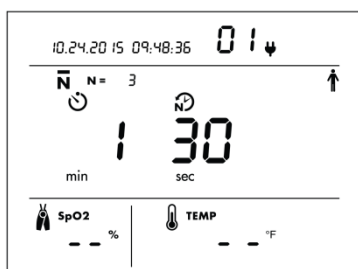 10.24.2015 09:48:36 01
N N = 3
N
1 30
min sec
SpO2 TEMP
-- % -- °F